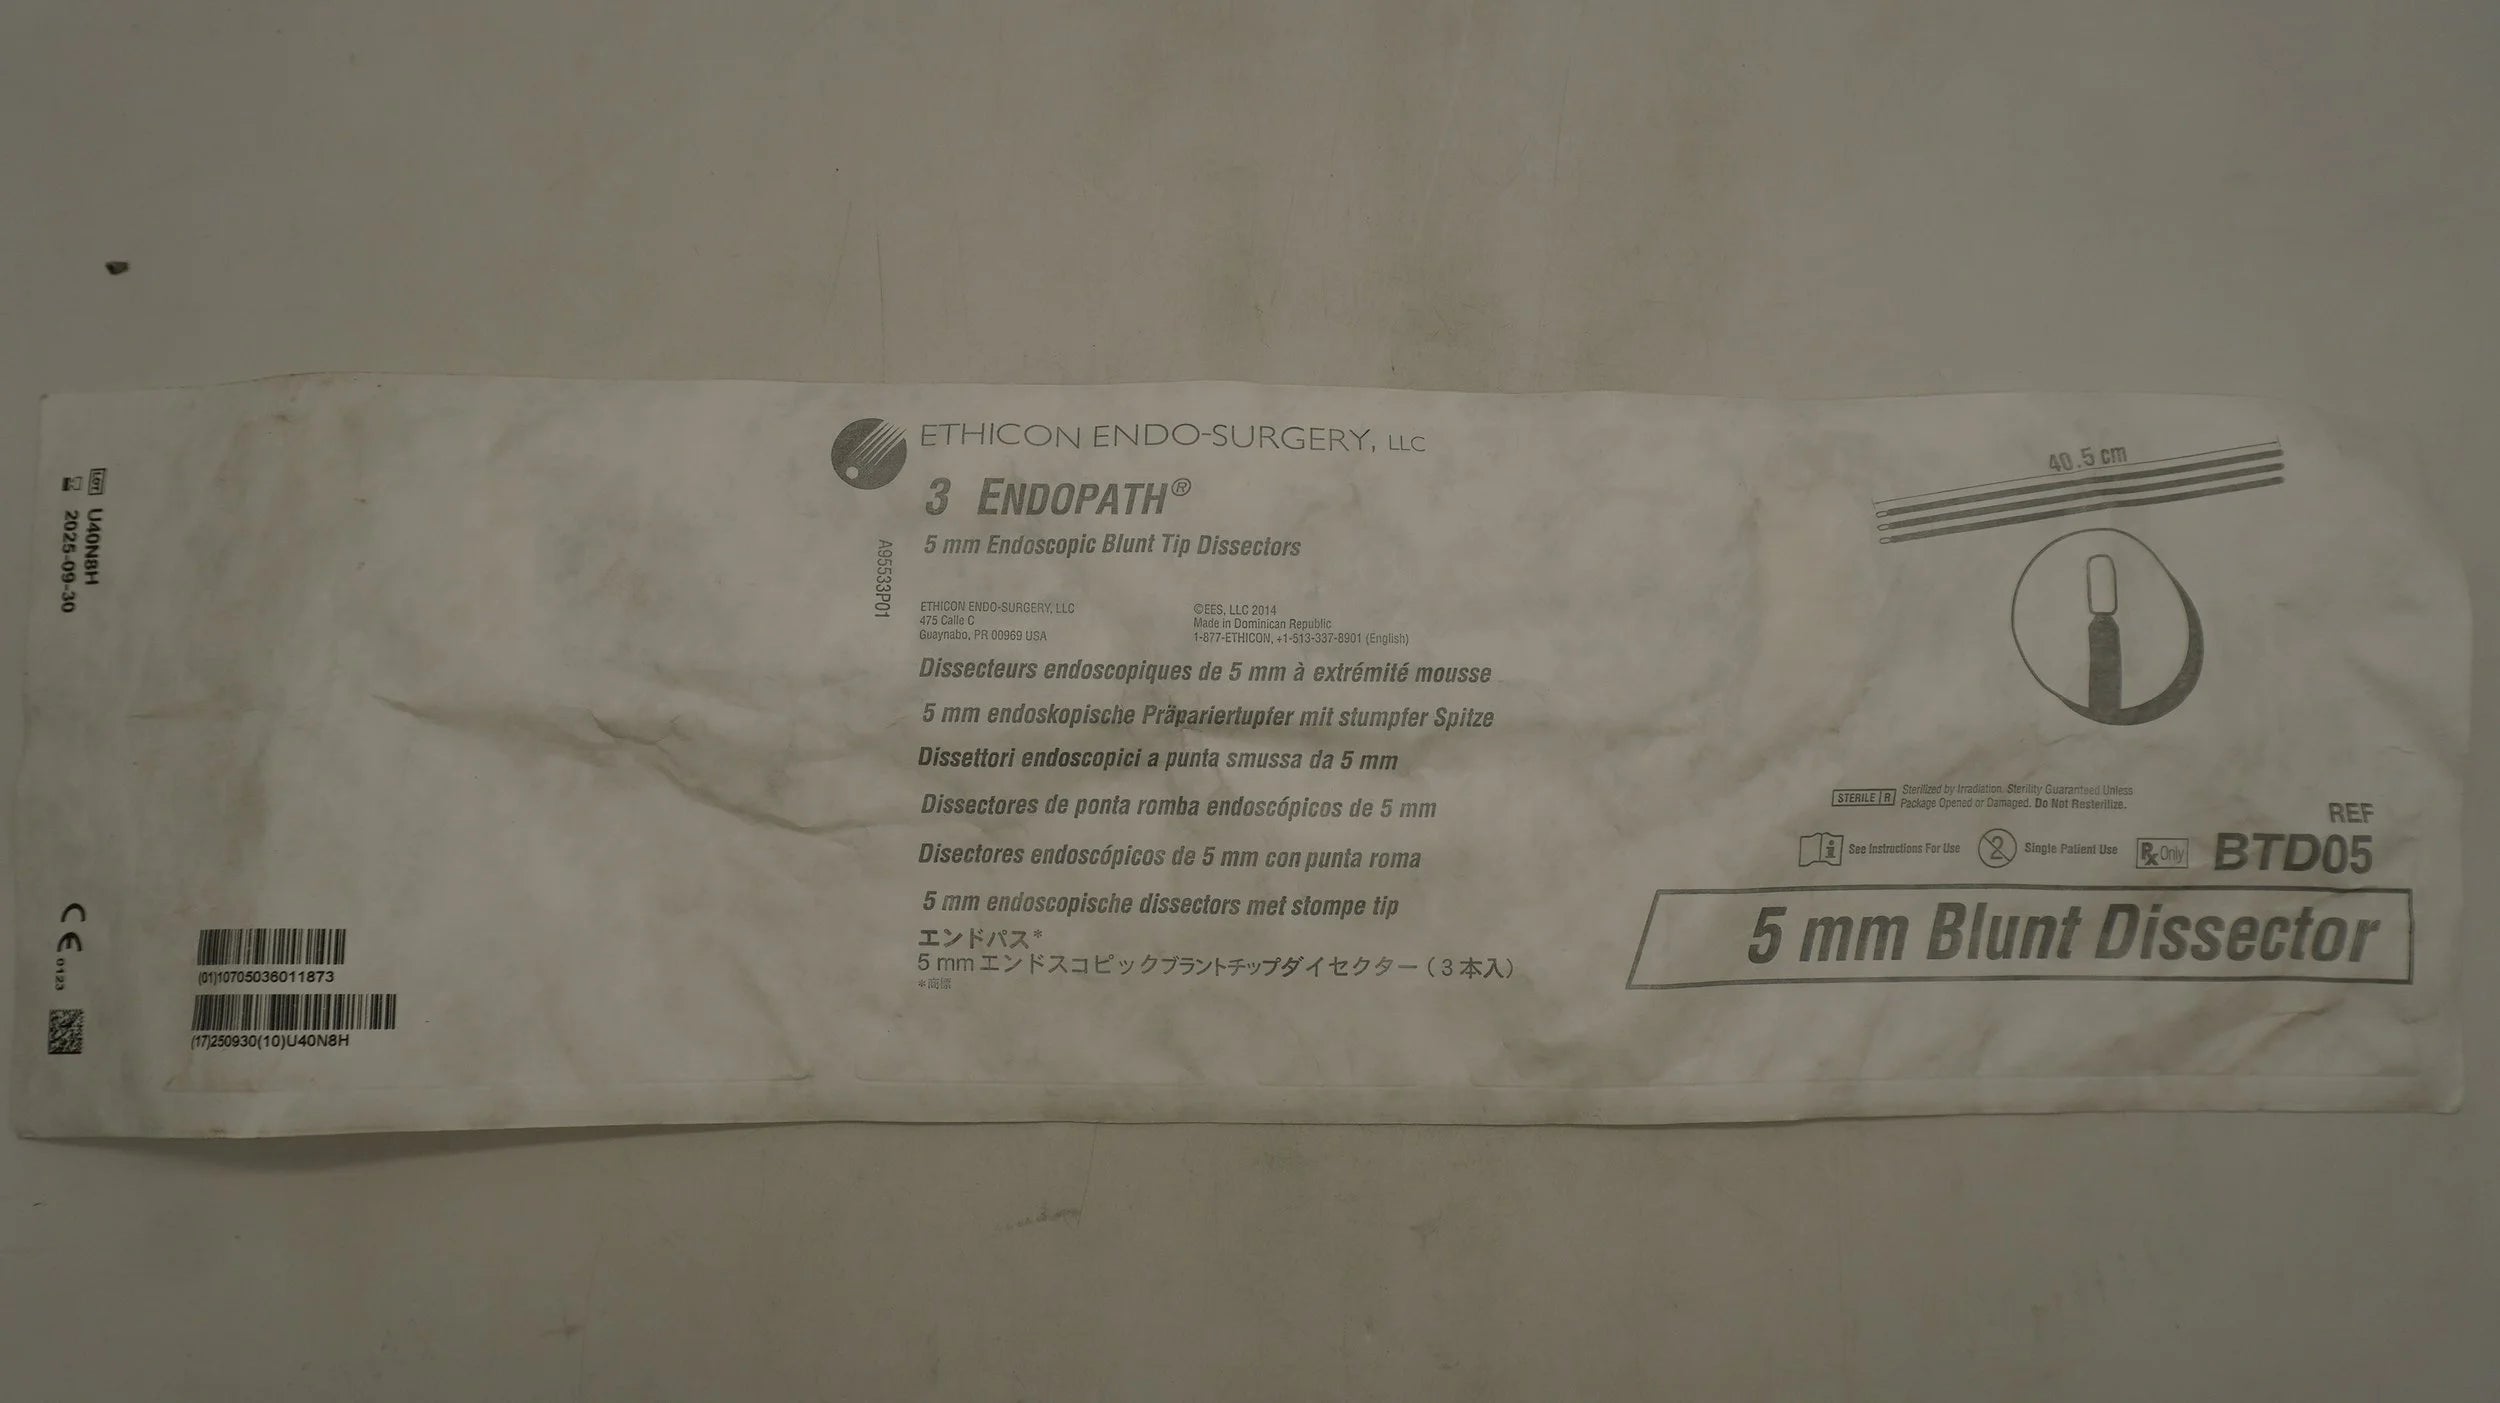 LOT U40N8H
2025-09-30
CE 0123
(01)10705036011873
(17)250930(10)U40N8H
ETHICON ENDO-SURGERY, LLC
3 ENDOPATH®
5 mm Endoscopic Blunt Tip Dissectors
A95533P01
ETHICON ENDO-SURGERY, LLC
475 Calle C
Guaynabo, PR 00969 USA
©EES, LLC 2014
Made in Dominican Republic
1-877-ETHICON, +1-513-337-8901 (English)
Dissecteurs endoscopiques de 5 mm à extrémité mousse
5 mm endoskopische Präpariertupfer mit stumpfer Spitze
Dissettori endoscopici a punta smussa da 5 mm
Dissectores de ponta romba endoscópicos de 5 mm
Disectores endoscópicos de 5 mm con punta roma
5 mm endoscopische dissectors met stompe tip
エンドパス*
5 mmエンドスコピックブラントチップダイセクター（3本入）
*商標
40.5 cm
STERILE R
Sterilized by Irradiation. Sterility Guaranteed Unless
Package Opened or Damaged. Do Not Resterilize.
See Instructions For Use
2
Single Patient Use
Rx Only
REF
BTD05
5 mm Blunt Dissector